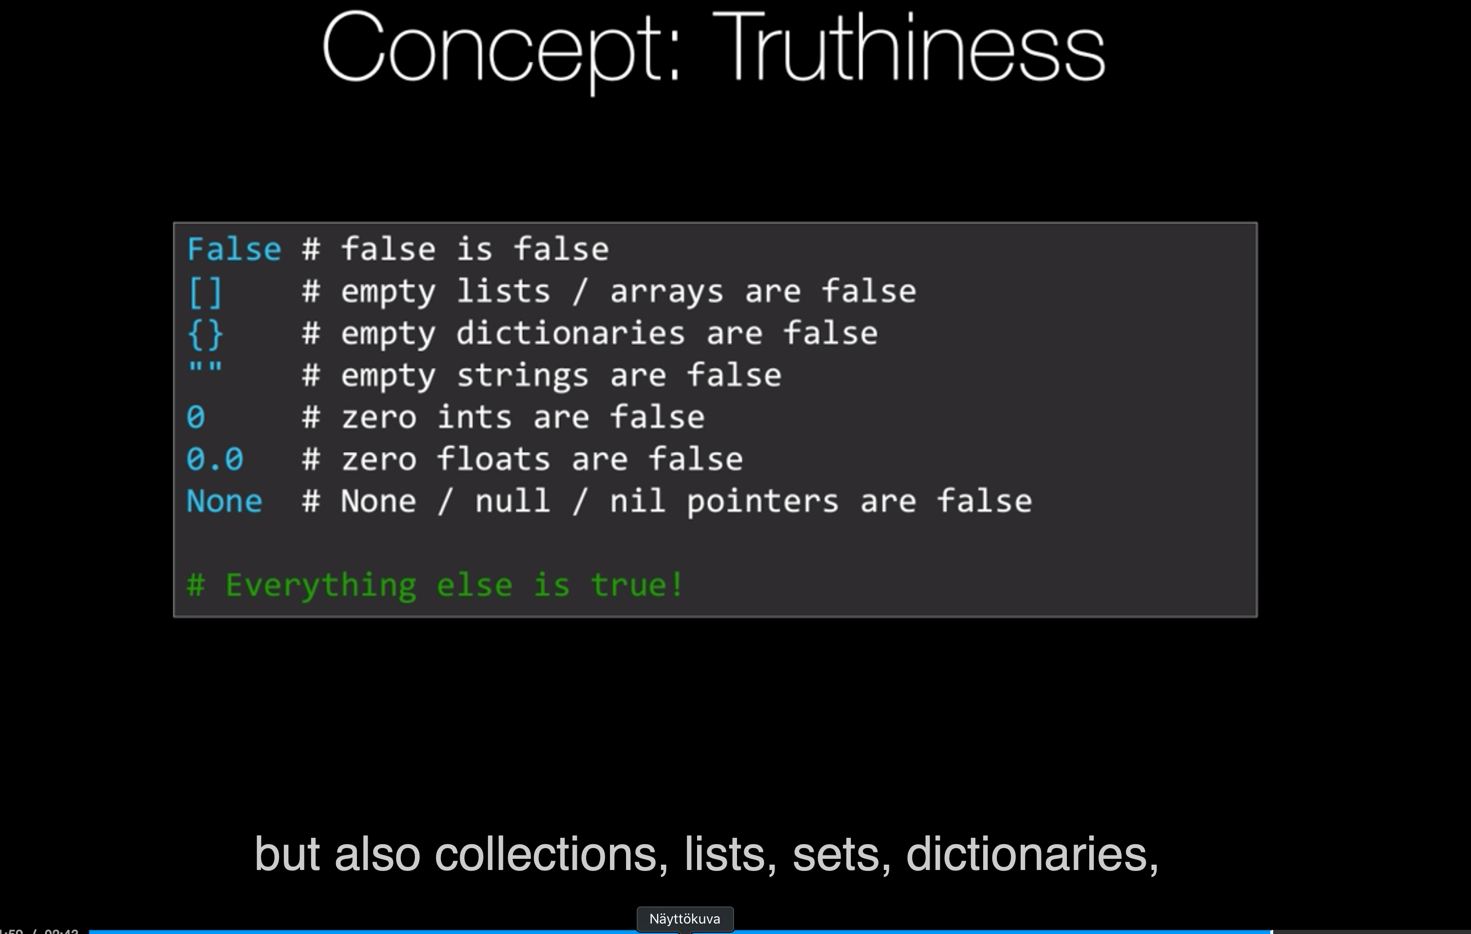 Concept: Truthiness
False # false is false
[]    # empty lists / arrays are false
{}    # empty dictionaries are false
""    # empty strings are false
0     # zero ints are false
0.0   # zero floats are false
None  # None / null / nil pointers are false
# Everything else is true!
but also collections, lists, sets, dictionaries,
Näyttökuva